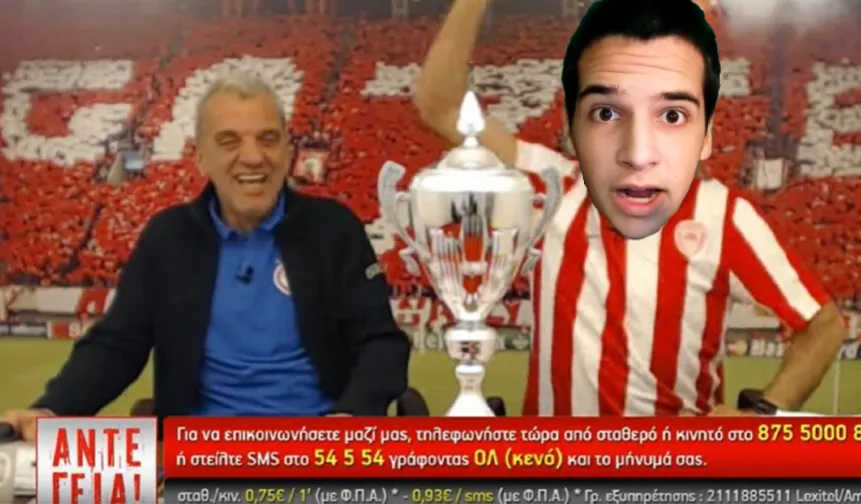 GATE
ΑΝΤΕ
ΓΕΙΑ!
Για να επικοινωνήσετε μαζί μας, τηλεφωνήστε τώρα από σταθερό ή κινητό στο 875 5000 8
ή στείλτε SMS στο 54 5 54 γράφοντας ΟΛ (κενό) και το μήνυμά σας.
σταθ./κιν. 0,75€ / 1' (με Φ.Π.Α.) * - 0,93€ / sms (με Φ.Π.Α.) * Γρ. εξυπηρέτησης : 2111885511 Lexitel/Am